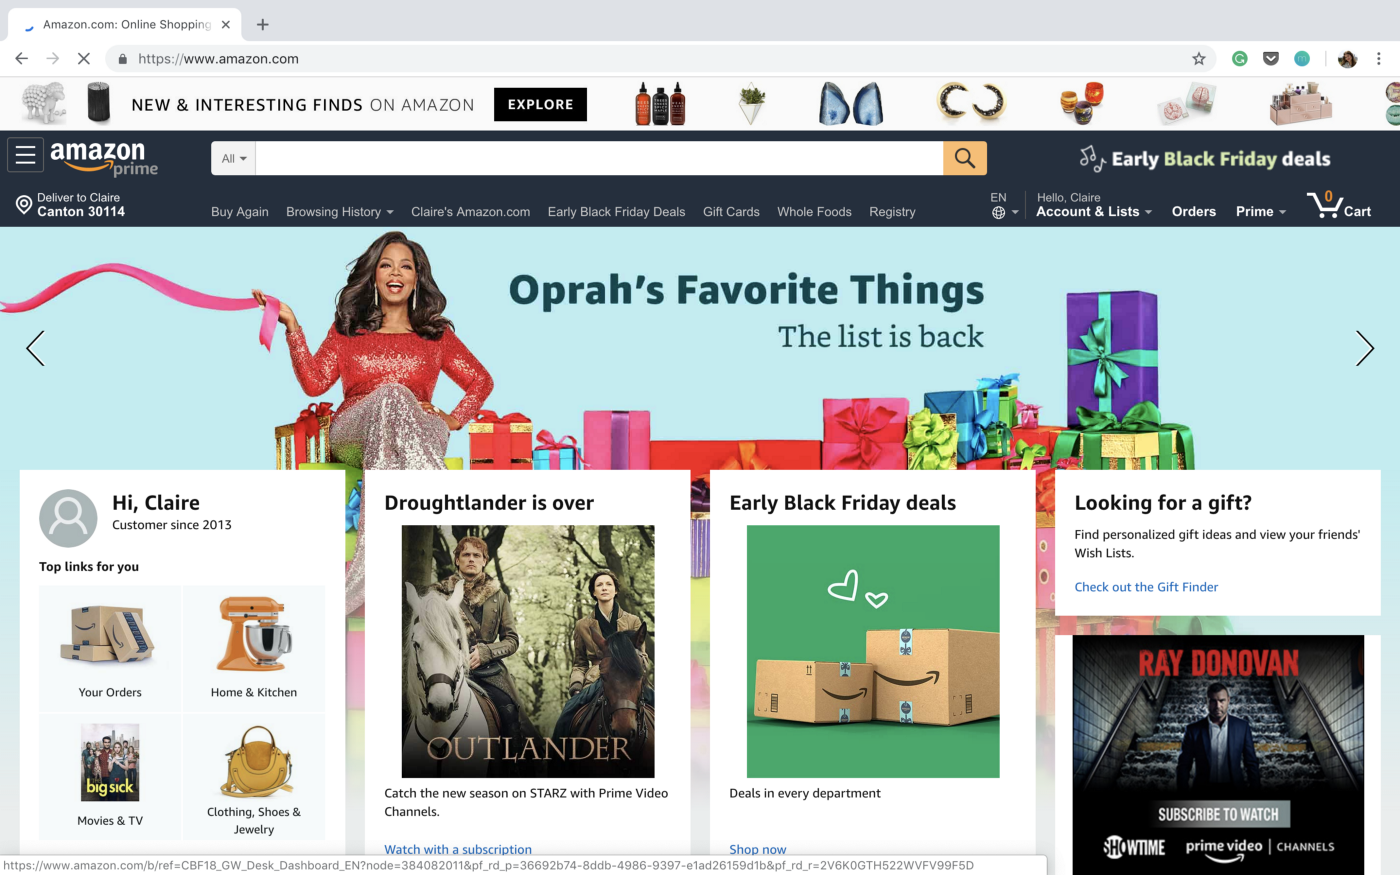 Amazon.com: Online Shopping
https://www.amazon.com
NEW & INTERESTING FINDS ON AMAZON
EXPLORE
amazon
prime
All
Early Black Friday deals
Deliver to Claire
Canton 30114
Buy Again
Browsing History
Claire's Amazon.com
Early Black Friday Deals
Gift Cards
Whole Foods
Registry
EN
Hello, Claire
Account & Lists
Orders
Prime
0
Cart
Oprah's Favorite Things
The list is back
Hi, Claire
Customer since 2013
Top links for you
Your Orders
Home & Kitchen
big sick
Movies & TV
Clothing, Shoes &
Jewelry
Droughtlander is over
OUTLANDER
Catch the new season on STARZ with Prime Video
Channels.
Watch with a subscription
Early Black Friday deals
Deals in every department
Shop now
Looking for a gift?
Find personalized gift ideas and view your friends'
Wish Lists.
Check out the Gift Finder
RAY DONOVAN
SUBSCRIBE TO WATCH
SHOWTIME
prime video | CHANNELS
https://www.amazon.com/b/ref=CBF18_GW_Desk_Dashboard_EN?node=384082011&pf_rd_p=36692b74-8ddb-4986-9397-e1ad26159d1b&pf_rd_r=2V6K0GTH522WVFV99F5D